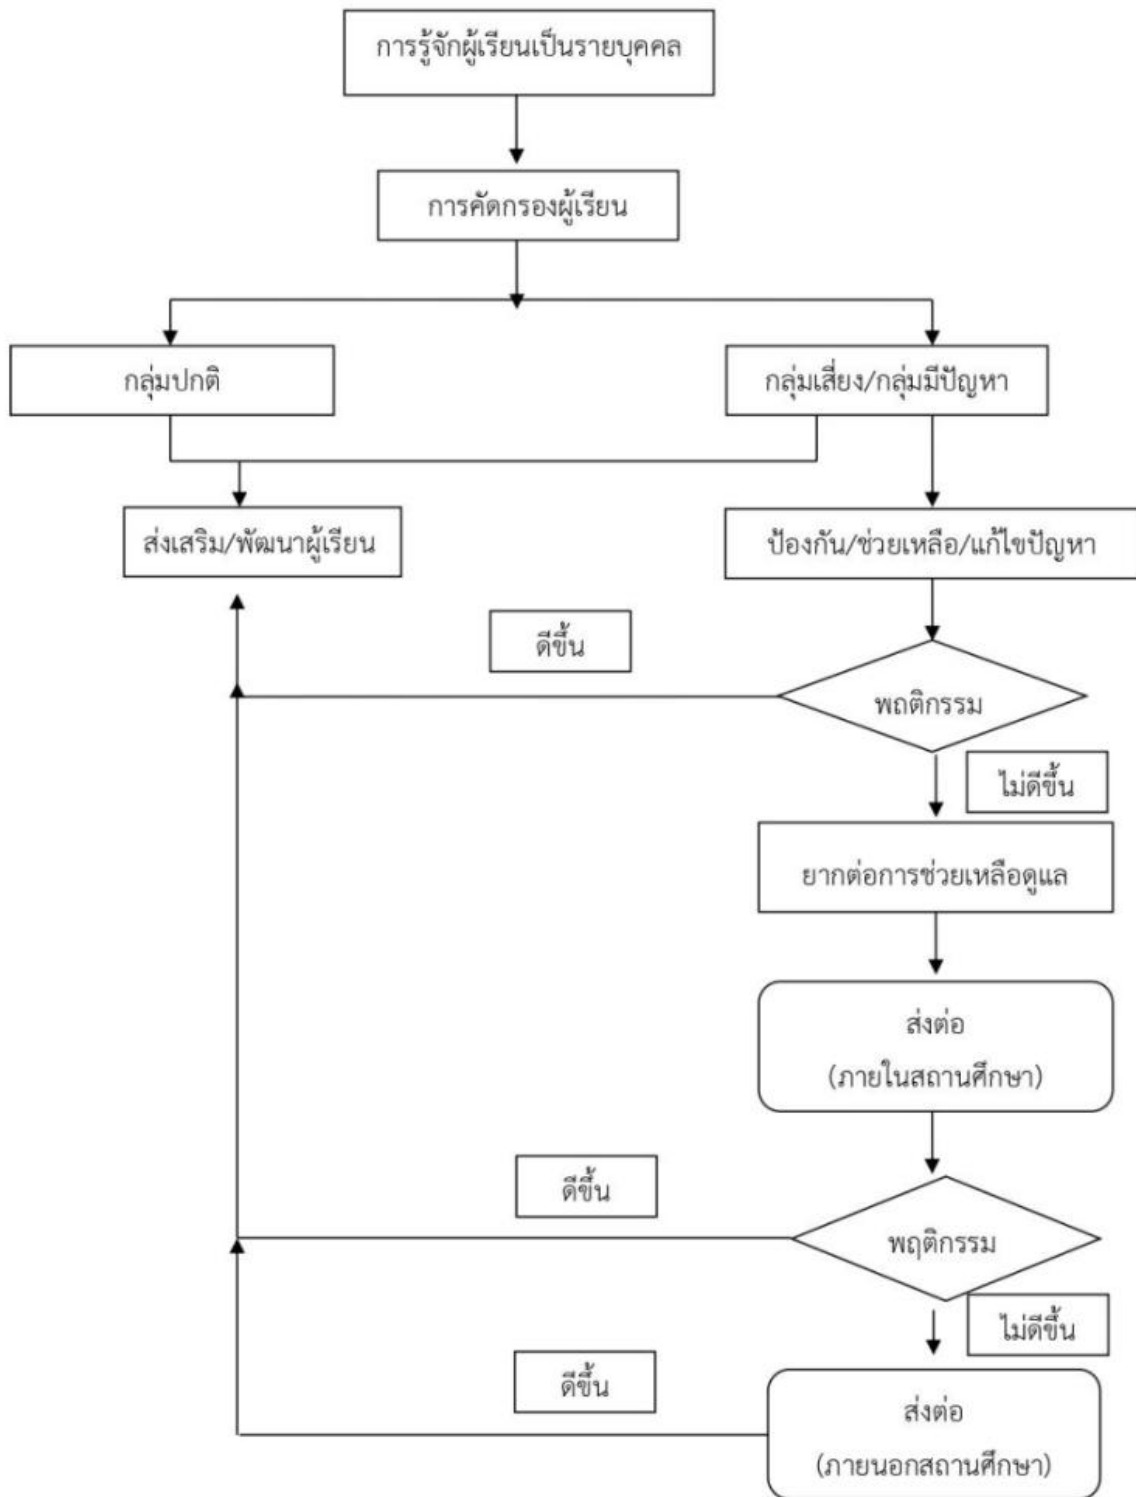 การรู้จักผู้เรียนเป็นรายบุคคล
การคัดกรองผู้เรียน
กลุ่มปกติ
กลุ่มเสี่ยง/กลุ่มมีปัญหา
ส่งเสริม/พัฒนาผู้เรียน
ป้องกัน/ช่วยเหลือ/แก้ไขปัญหา
ดีขึ้น
พถติกรรม
ไม่ดีขึ้น
ยากต่อการช่วยเหลือดูแล
ส่งต่อ
(ภายในสถานศึกษา)
ดีขึ้น
พฤติกรรม
ไม่ดีขึ้น
ดีขึ้น
ส่งต่อ
(ภายนอกสถานศึกษา)